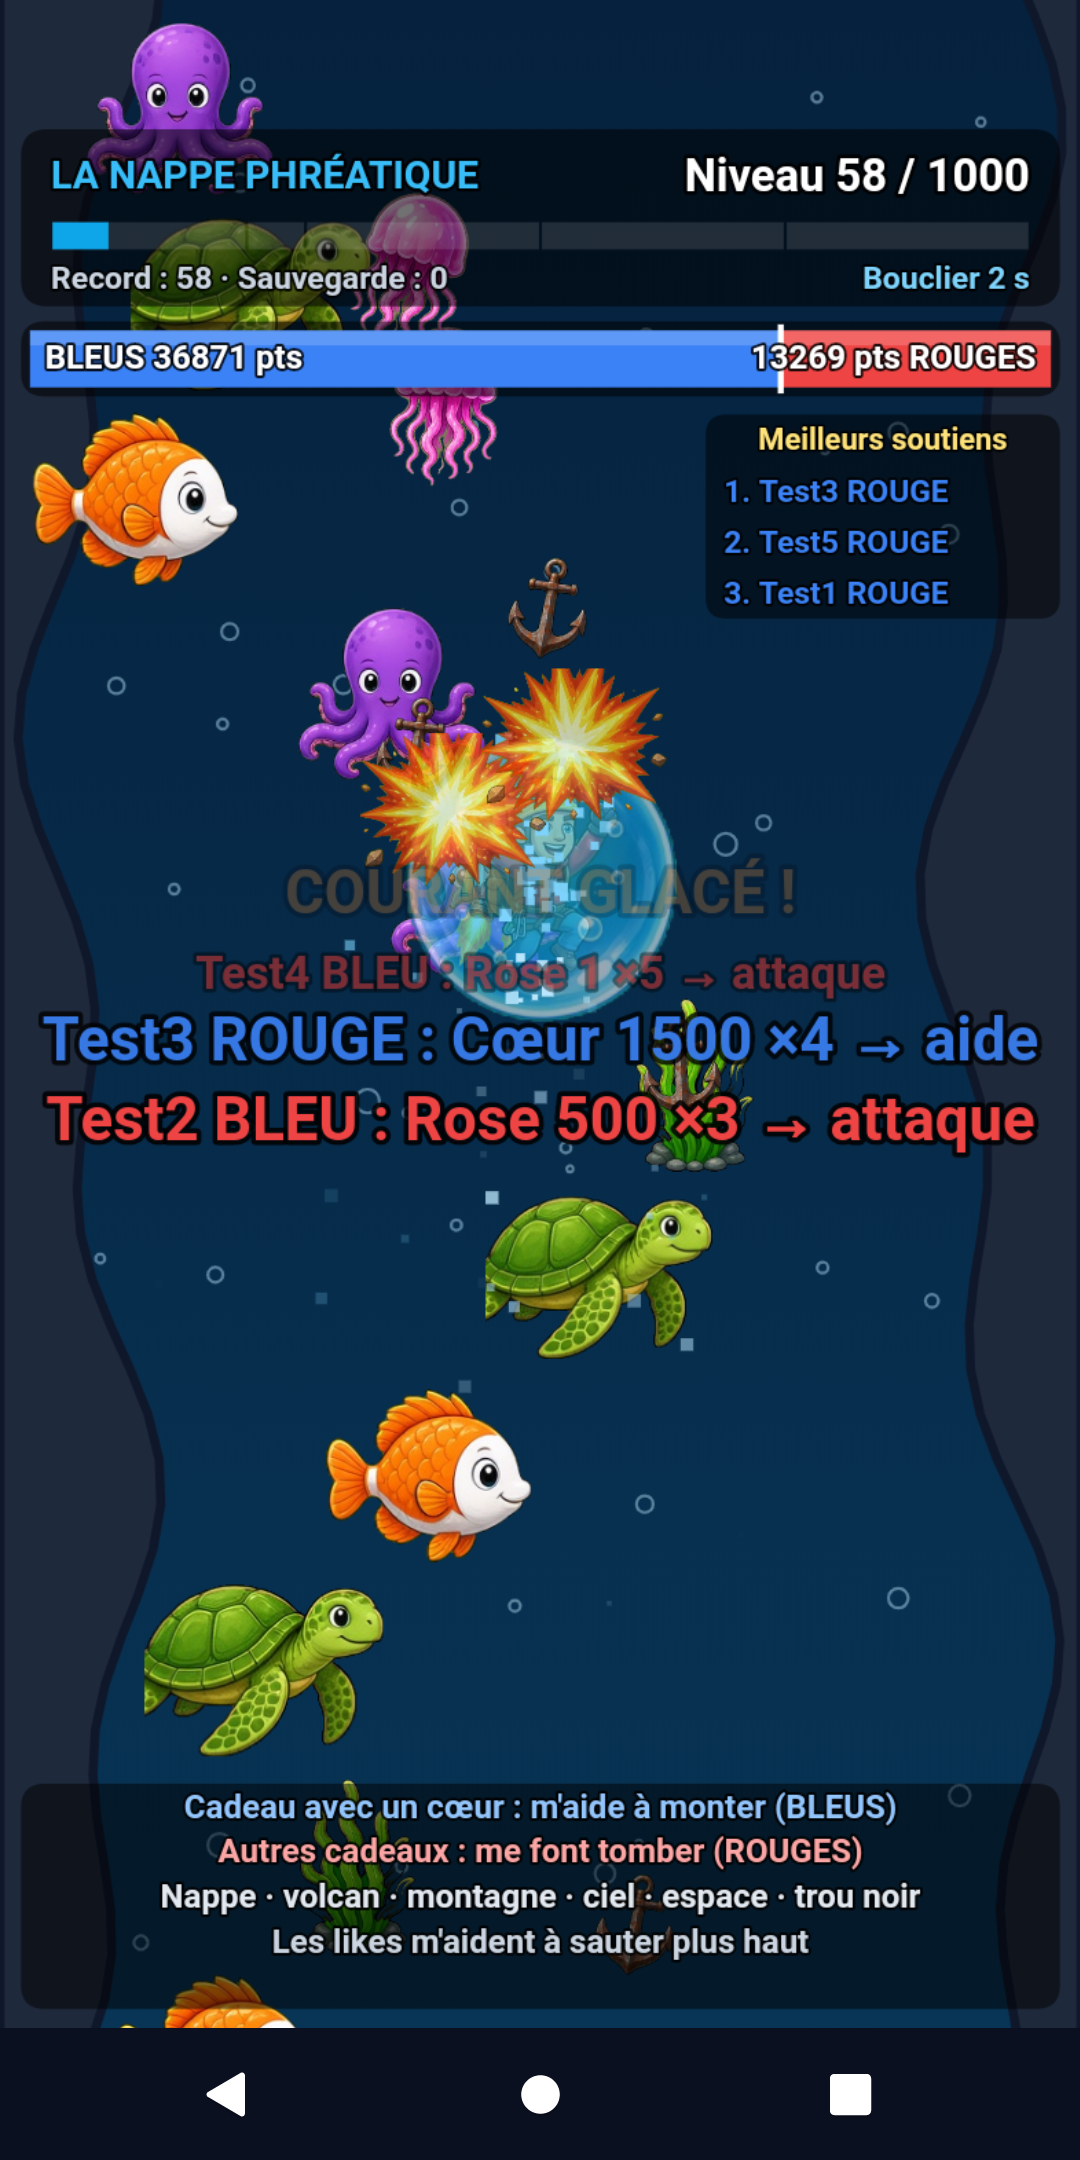 LA NAPPE PHRÉATIQUE
Niveau 58 / 1000
Record : 58 · Sauvegarde : 0
Bouclier 2 s
BLEUS 36871 pts
13269 pts ROUGES
Meilleurs soutiens
1. Test3 ROUGE
2. Test5 ROUGE
3. Test1 ROUGE
COURANT GLACÉ !
Test4 BLEU : Rose 1 ×5 → attaque
Test3 ROUGE : Cœur 1500 ×4 → aide
Test2 BLEU : Rose 500 ×3 → attaque
Cadeau avec un cœur : m'aide à monter (BLEUS)
Autres cadeaux : me font tomber (ROUGES)
Nappe · volcan · montagne · ciel · espace · trou noir
Les likes m'aident à sauter plus haut